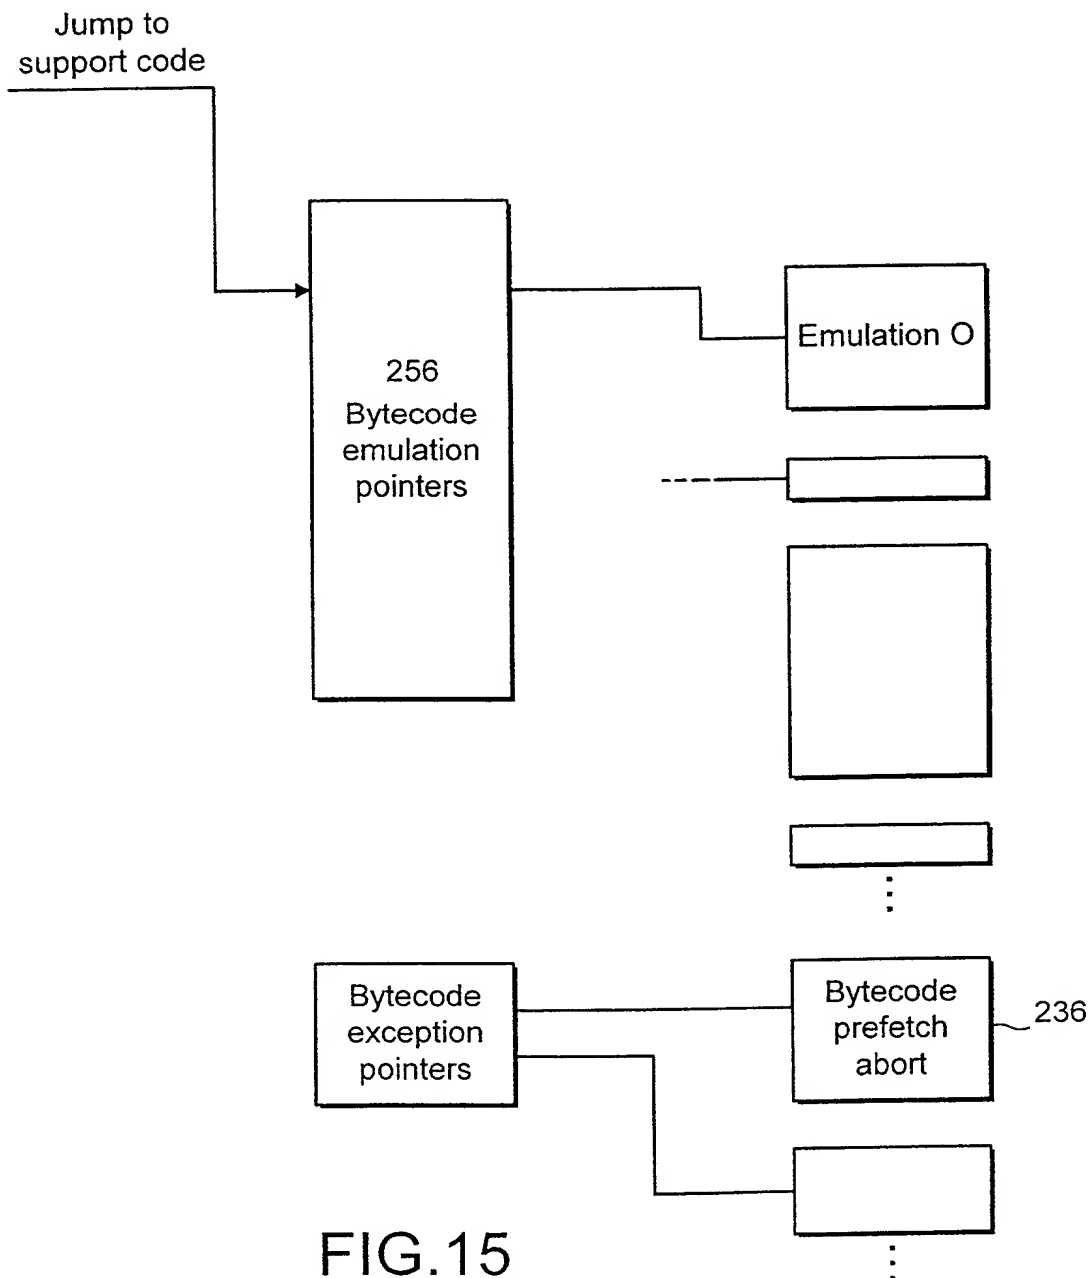 Jump to
support code
256
Bytecode
emulation
pointers
Emulation O
Bytecode
exception
pointers
Bytecode
prefetch
abort
236
FIG.15